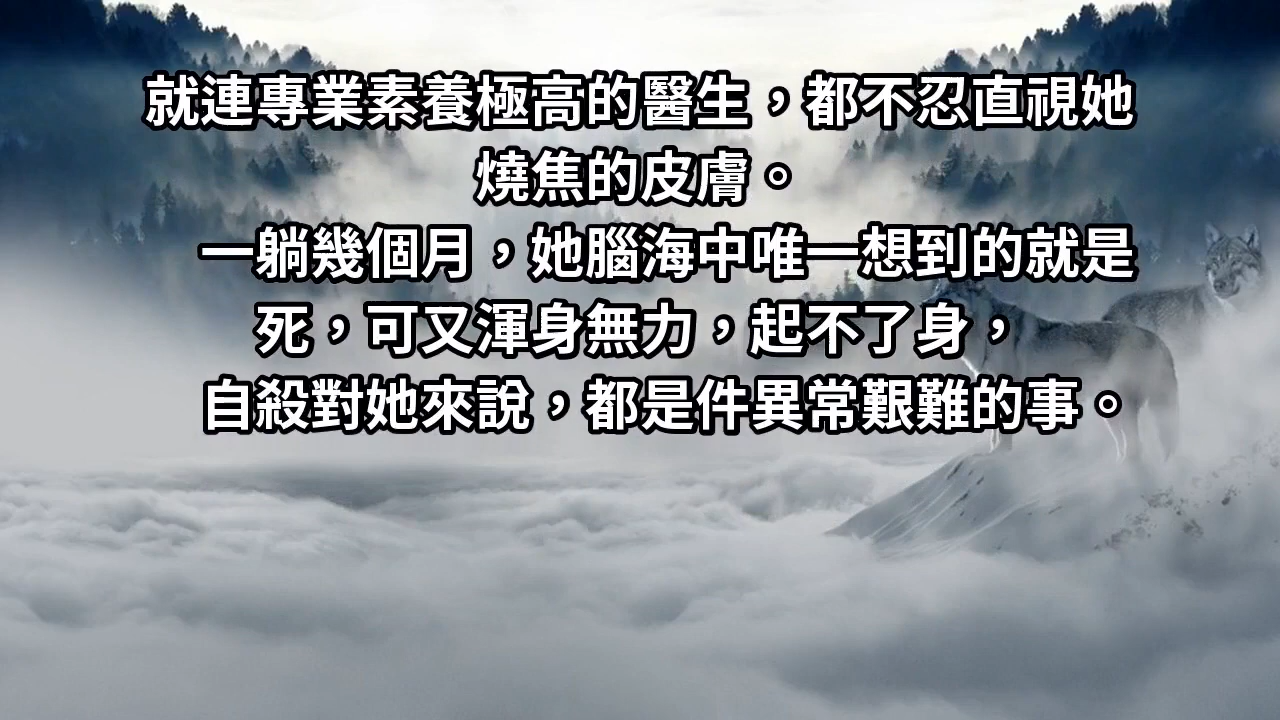 就連專業素養極高的醫生，都不忍直視她
燒焦的皮膚。
一躺幾個月，她腦海中唯一想到的就是
死，可又渾身無力，起不了身，
自殺對她來說，都是件異常艱難的事。